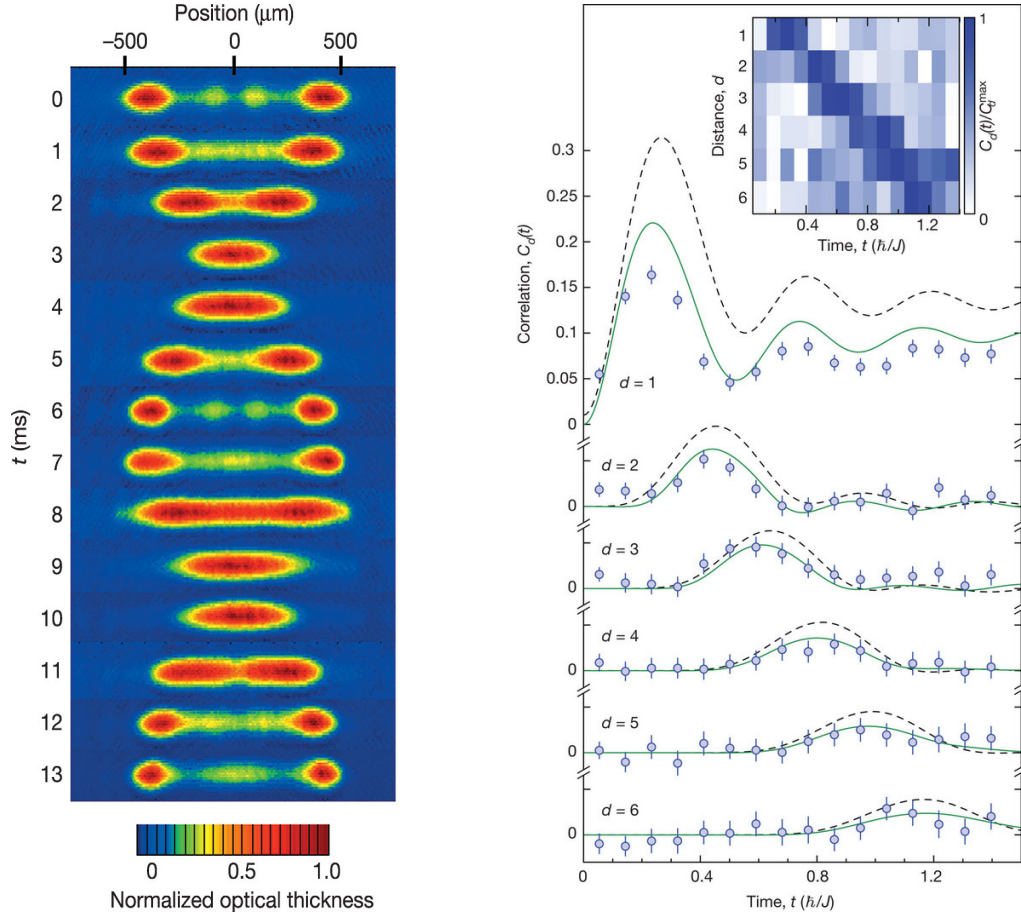 Position (μm)
−500 0 500
0
1
2
3
4
5
6
7
8
9
10
11
12
13
t (ms)
0 0.5 1.0
Normalized optical thickness
Correlation, C_d(t)
0.3
0.25
0.2
0.15
0.1
0.05
0
d = 1
d = 2
0
d = 3
0
d = 4
0
d = 5
0
d = 6
0
0 0.4 0.8 1.2
Time, t (ħ/J)
Distance, d
1
2
3
4
5
6
0.4 0.8 1.2
Time, t (ħ/J)
1
0
C_d(t)/C_d^max